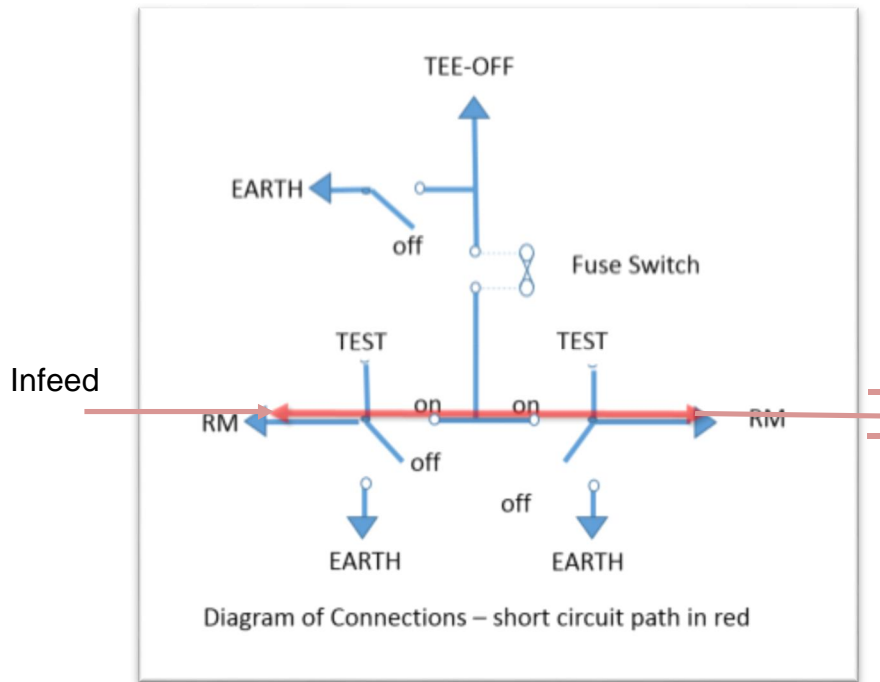 TEE-OFF
EARTH
off
Fuse Switch
TEST
TEST
Infeed
on
on
RM
RM
off
off
EARTH
EARTH
Diagram of Connections – short circuit path in red